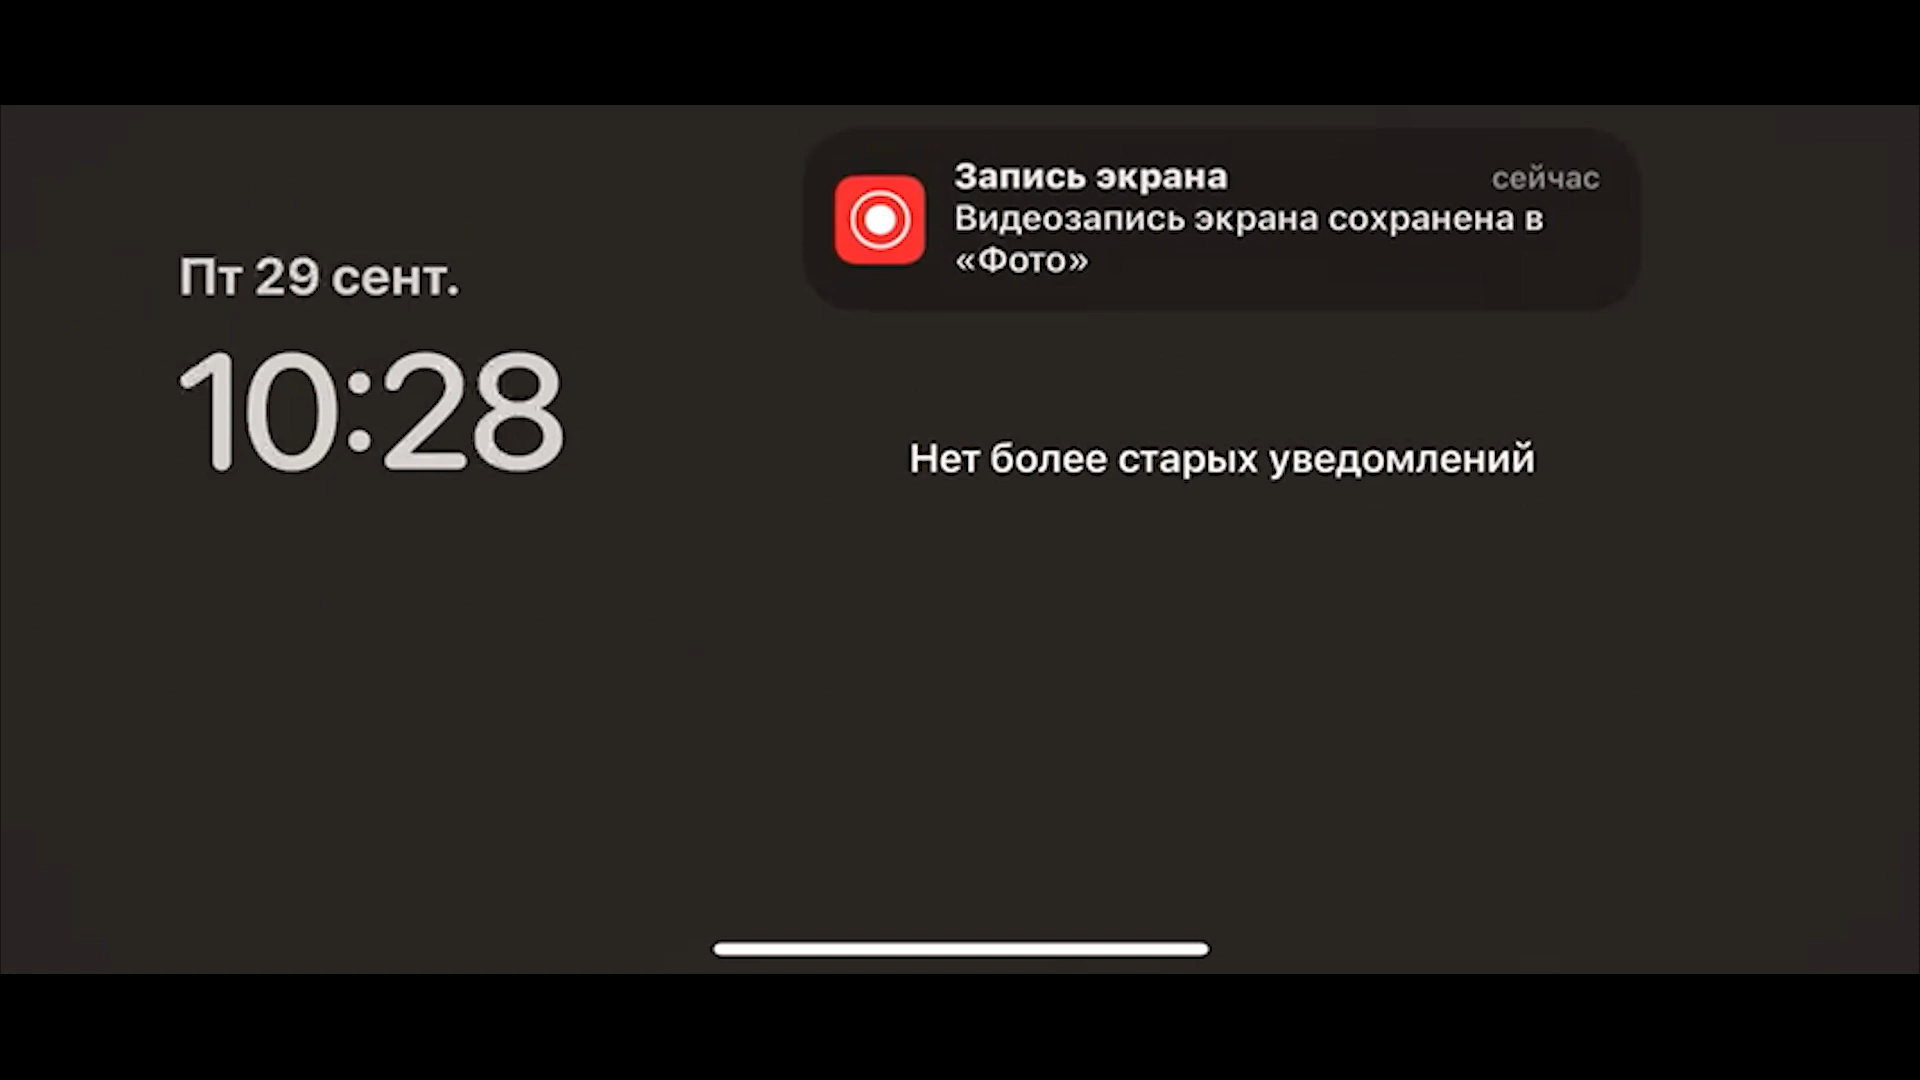 Пт 29 сент.
10:28
Запись экрана
сейчас
Видеозапись экрана сохранена в
«Фото»
Нет более старых уведомлений